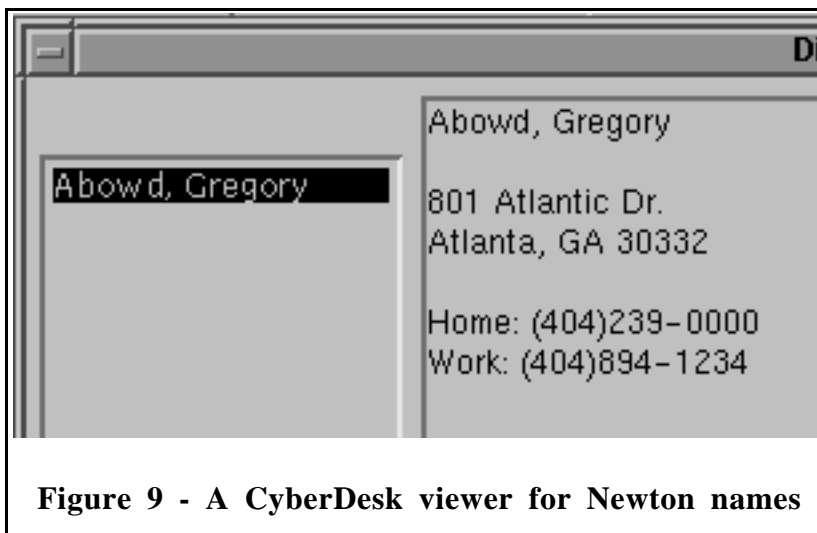 Di
Abowd, Gregory
Abowd, Gregory
801 Atlantic Dr.
Atlanta, GA 30332
Home: (404)239-0000
Work: (404)894-1234
Figure 9 - A CyberDesk viewer for Newton names